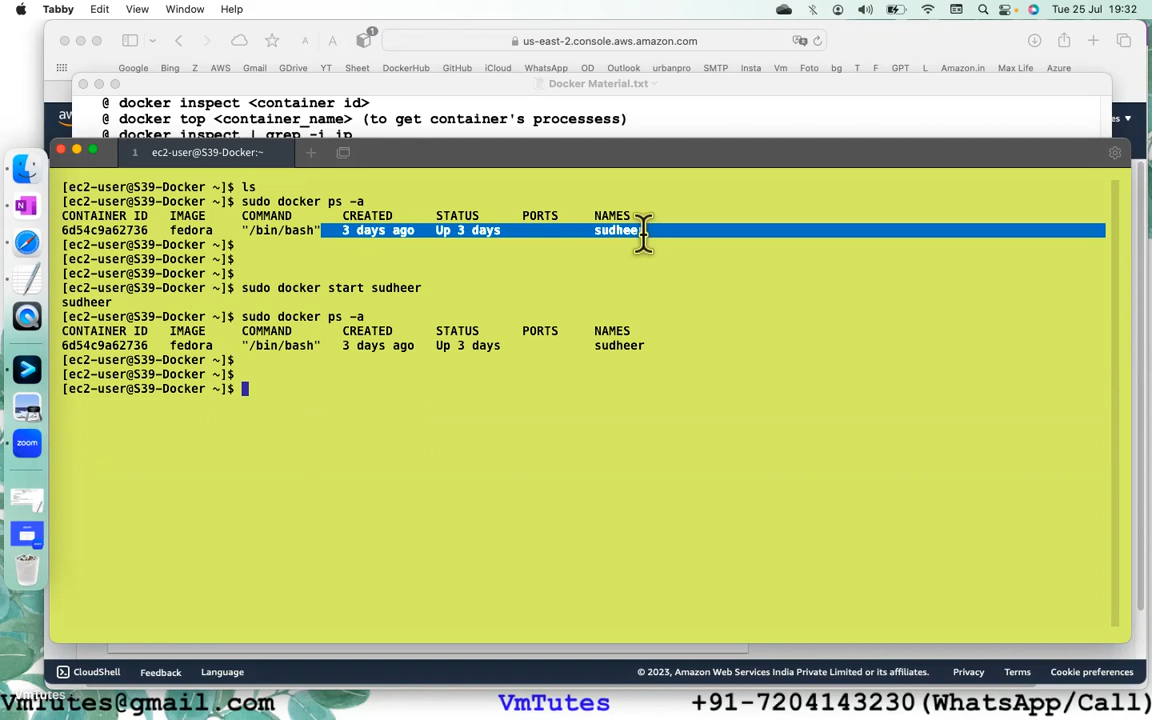 Tabby Edit View Window Help Tue 25 Jul 19:32
us-east-2.console.aws.amazon.com
Google Bing Z AWS Gmail GDrive YT Sheet DockerHub GitHub iCloud WhatsApp OD Outlook urbanpro SMTP Insta Vm Foto bg T F GPT Amazon.in Max Life Azure
Docker Material.txt
@ docker inspect <container id>
@ docker top <container_name> (to get container's processess)
@ docker inspect | grep -i ip
aws
1 ec2-user@S39-Docker:~
[ec2-user@S39-Docker ~]$ ls
[ec2-user@S39-Docker ~]$ sudo docker ps -a
CONTAINER ID IMAGE COMMAND CREATED STATUS PORTS NAMES
6d54c9a62736 fedora "/bin/bash" 3 days ago Up 3 days sudheer
[ec2-user@S39-Docker ~]$
[ec2-user@S39-Docker ~]$
[ec2-user@S39-Docker ~]$
[ec2-user@S39-Docker ~]$ sudo docker start sudheer
sudheer
[ec2-user@S39-Docker ~]$ sudo docker ps -a
CONTAINER ID IMAGE COMMAND CREATED STATUS PORTS NAMES
6d54c9a62736 fedora "/bin/bash" 3 days ago Up 3 days sudheer
[ec2-user@S39-Docker ~]$
[ec2-user@S39-Docker ~]$
[ec2-user@S39-Docker ~]$
zoom
CloudShell Feedback Language © 2023, Amazon Web Services India Private Limited or its affiliates. Privacy Terms Cookie preferences
VmTutes
VmTutes@gmail.com VmTutes +91-7204143230(WhatsApp/Call)